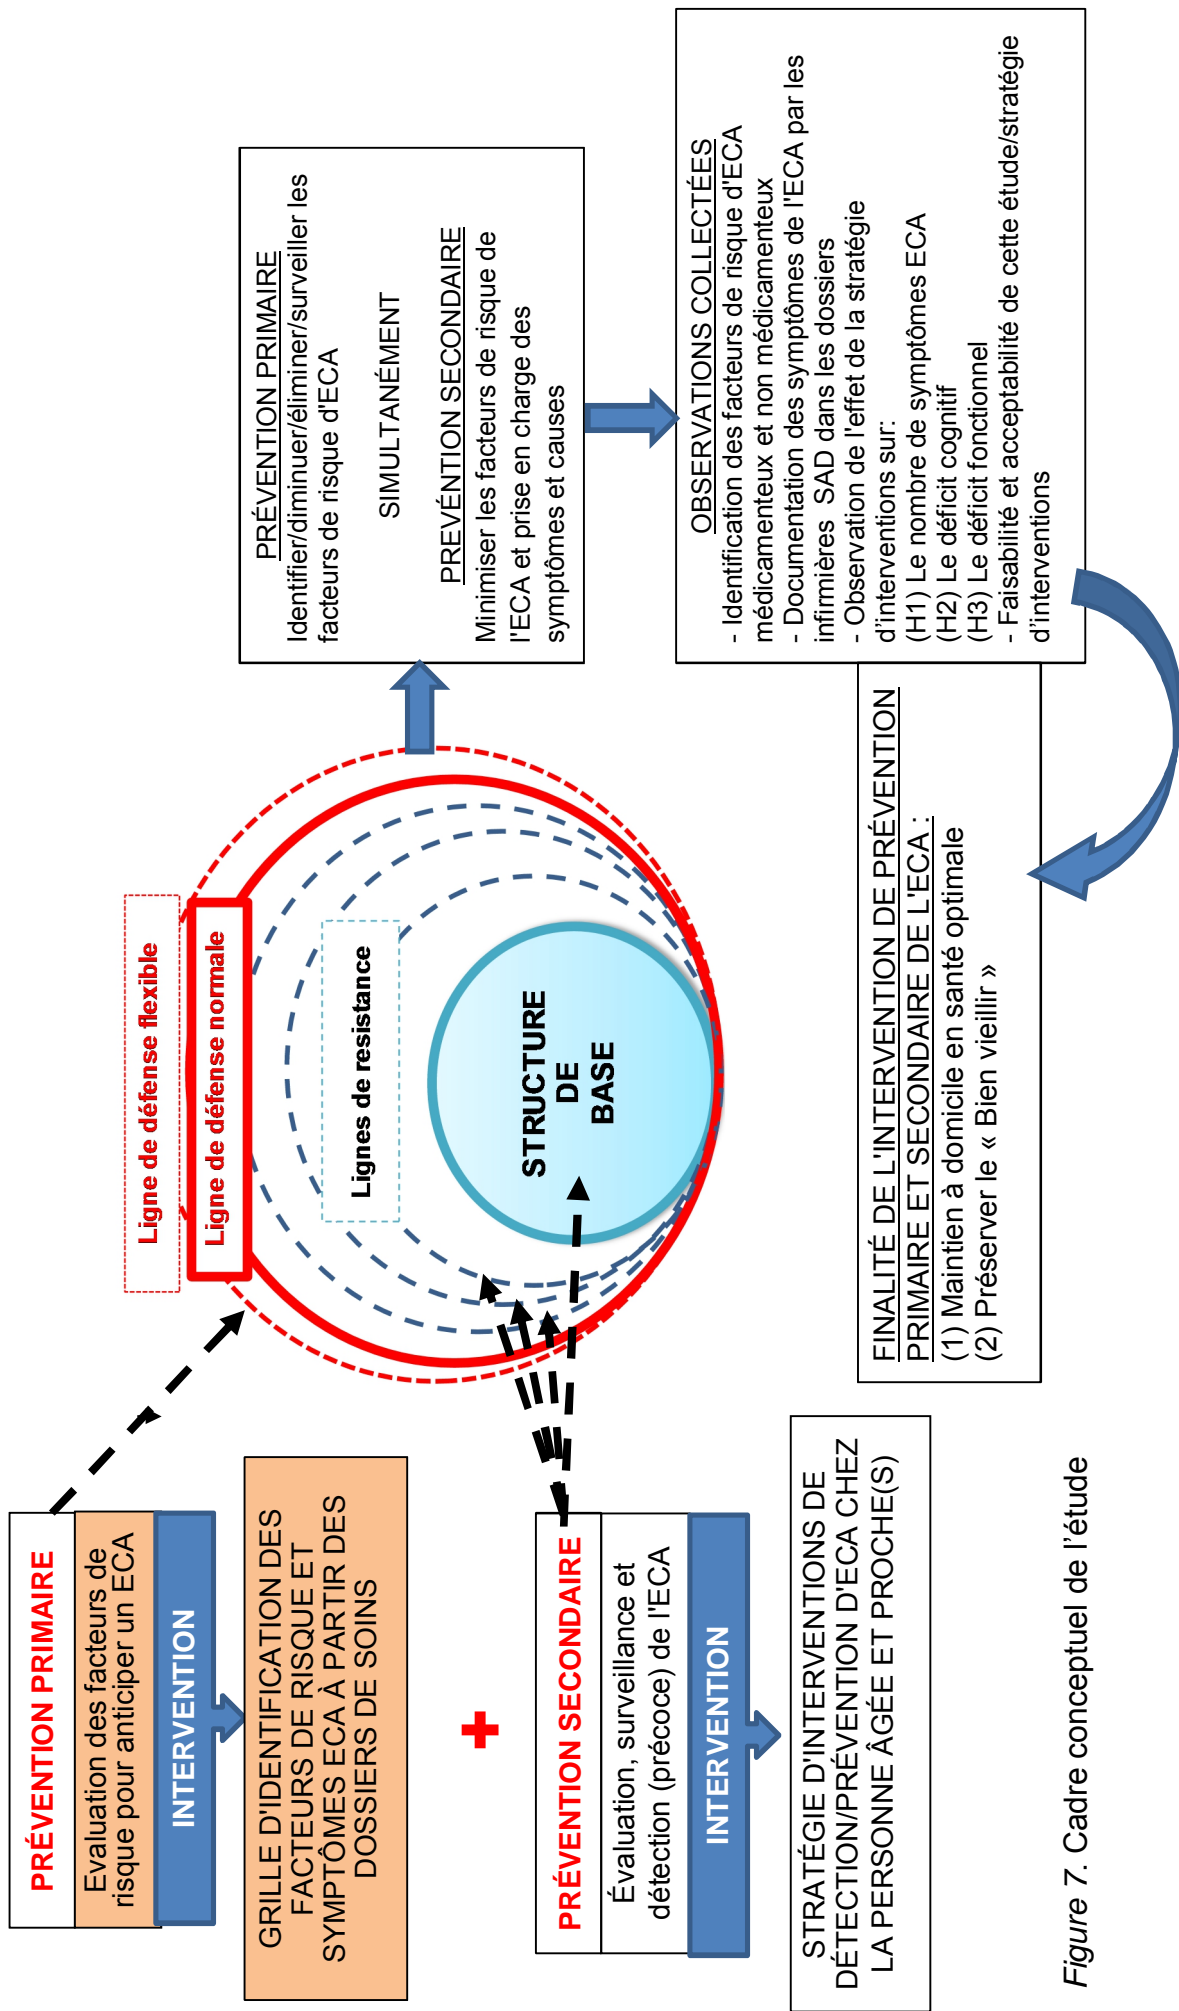 PRÉVENTION PRIMAIRE
Evaluation des facteurs de
risque pour anticiper un ECA
INTERVENTION
GRILLE D'IDENTIFICATION DES
FACTEURS DE RISQUE ET
SYMPTÔMES ECA À PARTIR DES
DOSSIERS DE SOINS
+
PRÉVENTION SECONDAIRE
Évaluation, surveillance et
détection (précoce) de l'ECA
INTERVENTION
STRATÉGIE D'INTERVENTIONS DE
DÉTECTION/PRÉVENTION D'ECA CHEZ
LA PERSONNE ÂGÉE ET PROCHE(S)
Ligne de défense flexible
Ligne de défense normale
Lignes de resistance
STRUCTURE
DE
BASE
PRÉVENTION PRIMAIRE
Identifier/diminuer/éliminer/surveiller les
facteurs de risque d'ECA
SIMULTANÉMENT
PREVÉNTION SECONDAIRE
Minimiser les facteurs de risque de
l'ECA et prise en charge des
symptômes et causes
OBSERVATIONS COLLECTÉES
- Identification des facteurs de risque d'ECA
médicamenteux et non médicamenteux
- Documentation des symptômes de l'ECA par les
infirmières SAD dans les dossiers
- Observation de l'effet de la stratégie
d'interventions sur:
(H1) Le nombre de symptômes ECA
(H2) Le déficit cognitif
(H3) Le déficit fonctionnel
- Faisabilité et acceptabilité de cette étude/stratégie
d'interventions
FINALITÉ DE L'INTERVENTION DE PRÉVENTION
PRIMAIRE ET SECONDAIRE DE L'ECA :
(1) Maintien à domicile en santé optimale
(2) Préserver le « Bien vieillir »
Figure 7. Cadre conceptuel de l'étude